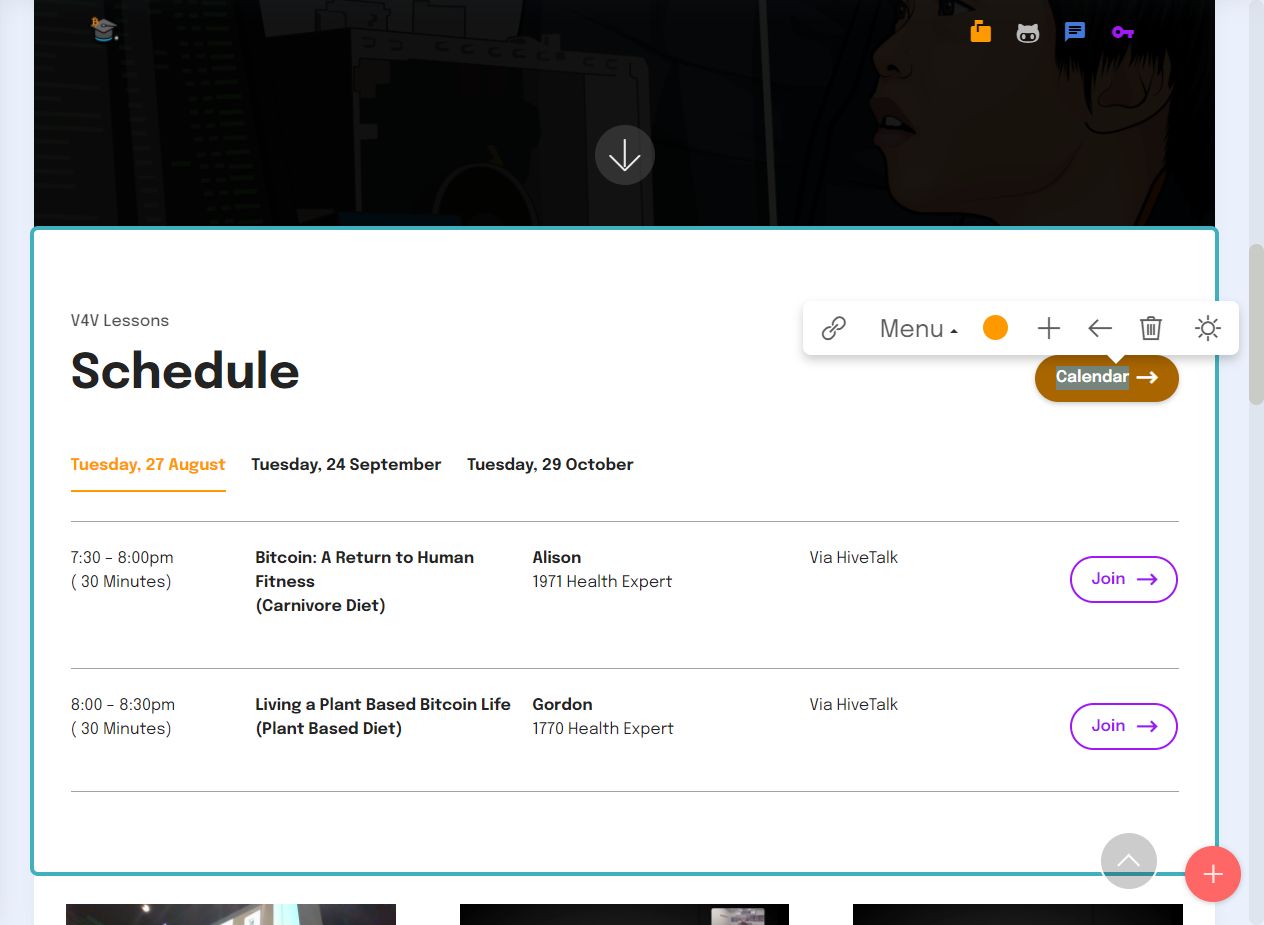 V4V Lessons
Menu
Schedule
Calendar
Tuesday, 27 August Tuesday, 24 September Tuesday, 29 October
7:30 – 8:00pm
( 30 Minutes)
Bitcoin: A Return to Human
Fitness
(Carnivore Diet)
Alison
1971 Health Expert
Via HiveTalk
Join
8:00 – 8:30pm
( 30 Minutes)
Living a Plant Based Bitcoin Life
(Plant Based Diet)
Gordon
1770 Health Expert
Via HiveTalk
Join